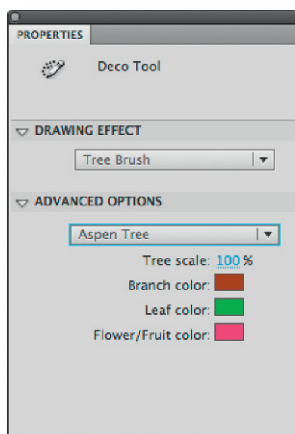 PROPERTIES
Deco Tool
DRAWING EFFECT
Tree Brush
ADVANCED OPTIONS
Aspen Tree
Tree scale: 100 %
Branch color:
Leaf color:
Flower/Fruit color: